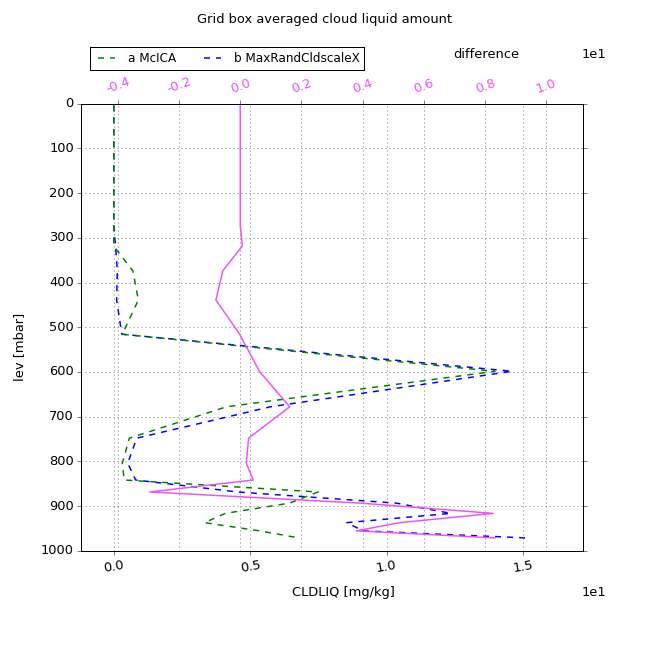 Grid box averaged cloud liquid amount
a McICA b MaxRandCldscaleX
difference 1e1
-0.4 -0.2 0.0 0.2 0.4 0.6 0.8 1.0
0
100
200
300
400
500
600
700
800
900
1000
lev [mbar]
0.0 0.5 1.0 1.5
CLDLIQ [mg/kg] 1e1